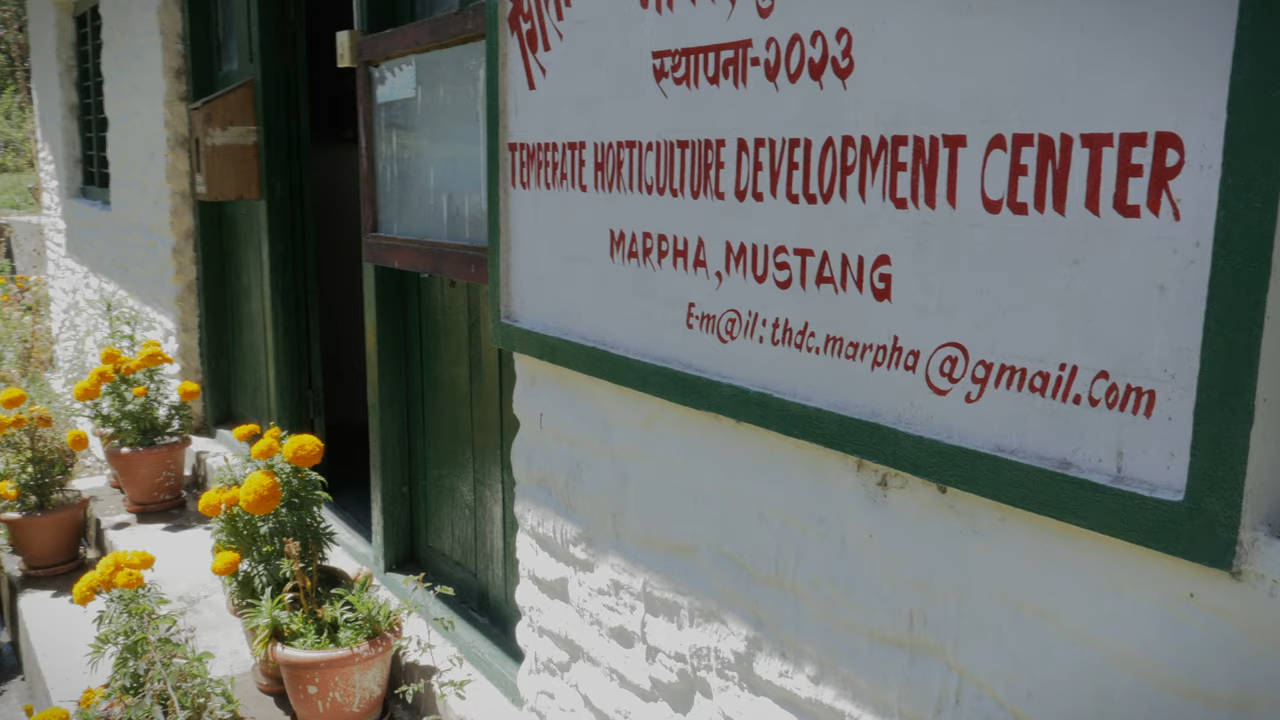 स्थापना-२०२३
TEMPERATE HORTICULTURE DEVELOPMENT CENTER
MARPHA, MUSTANG
E-m@il: thdc.marpha@gmail.Com